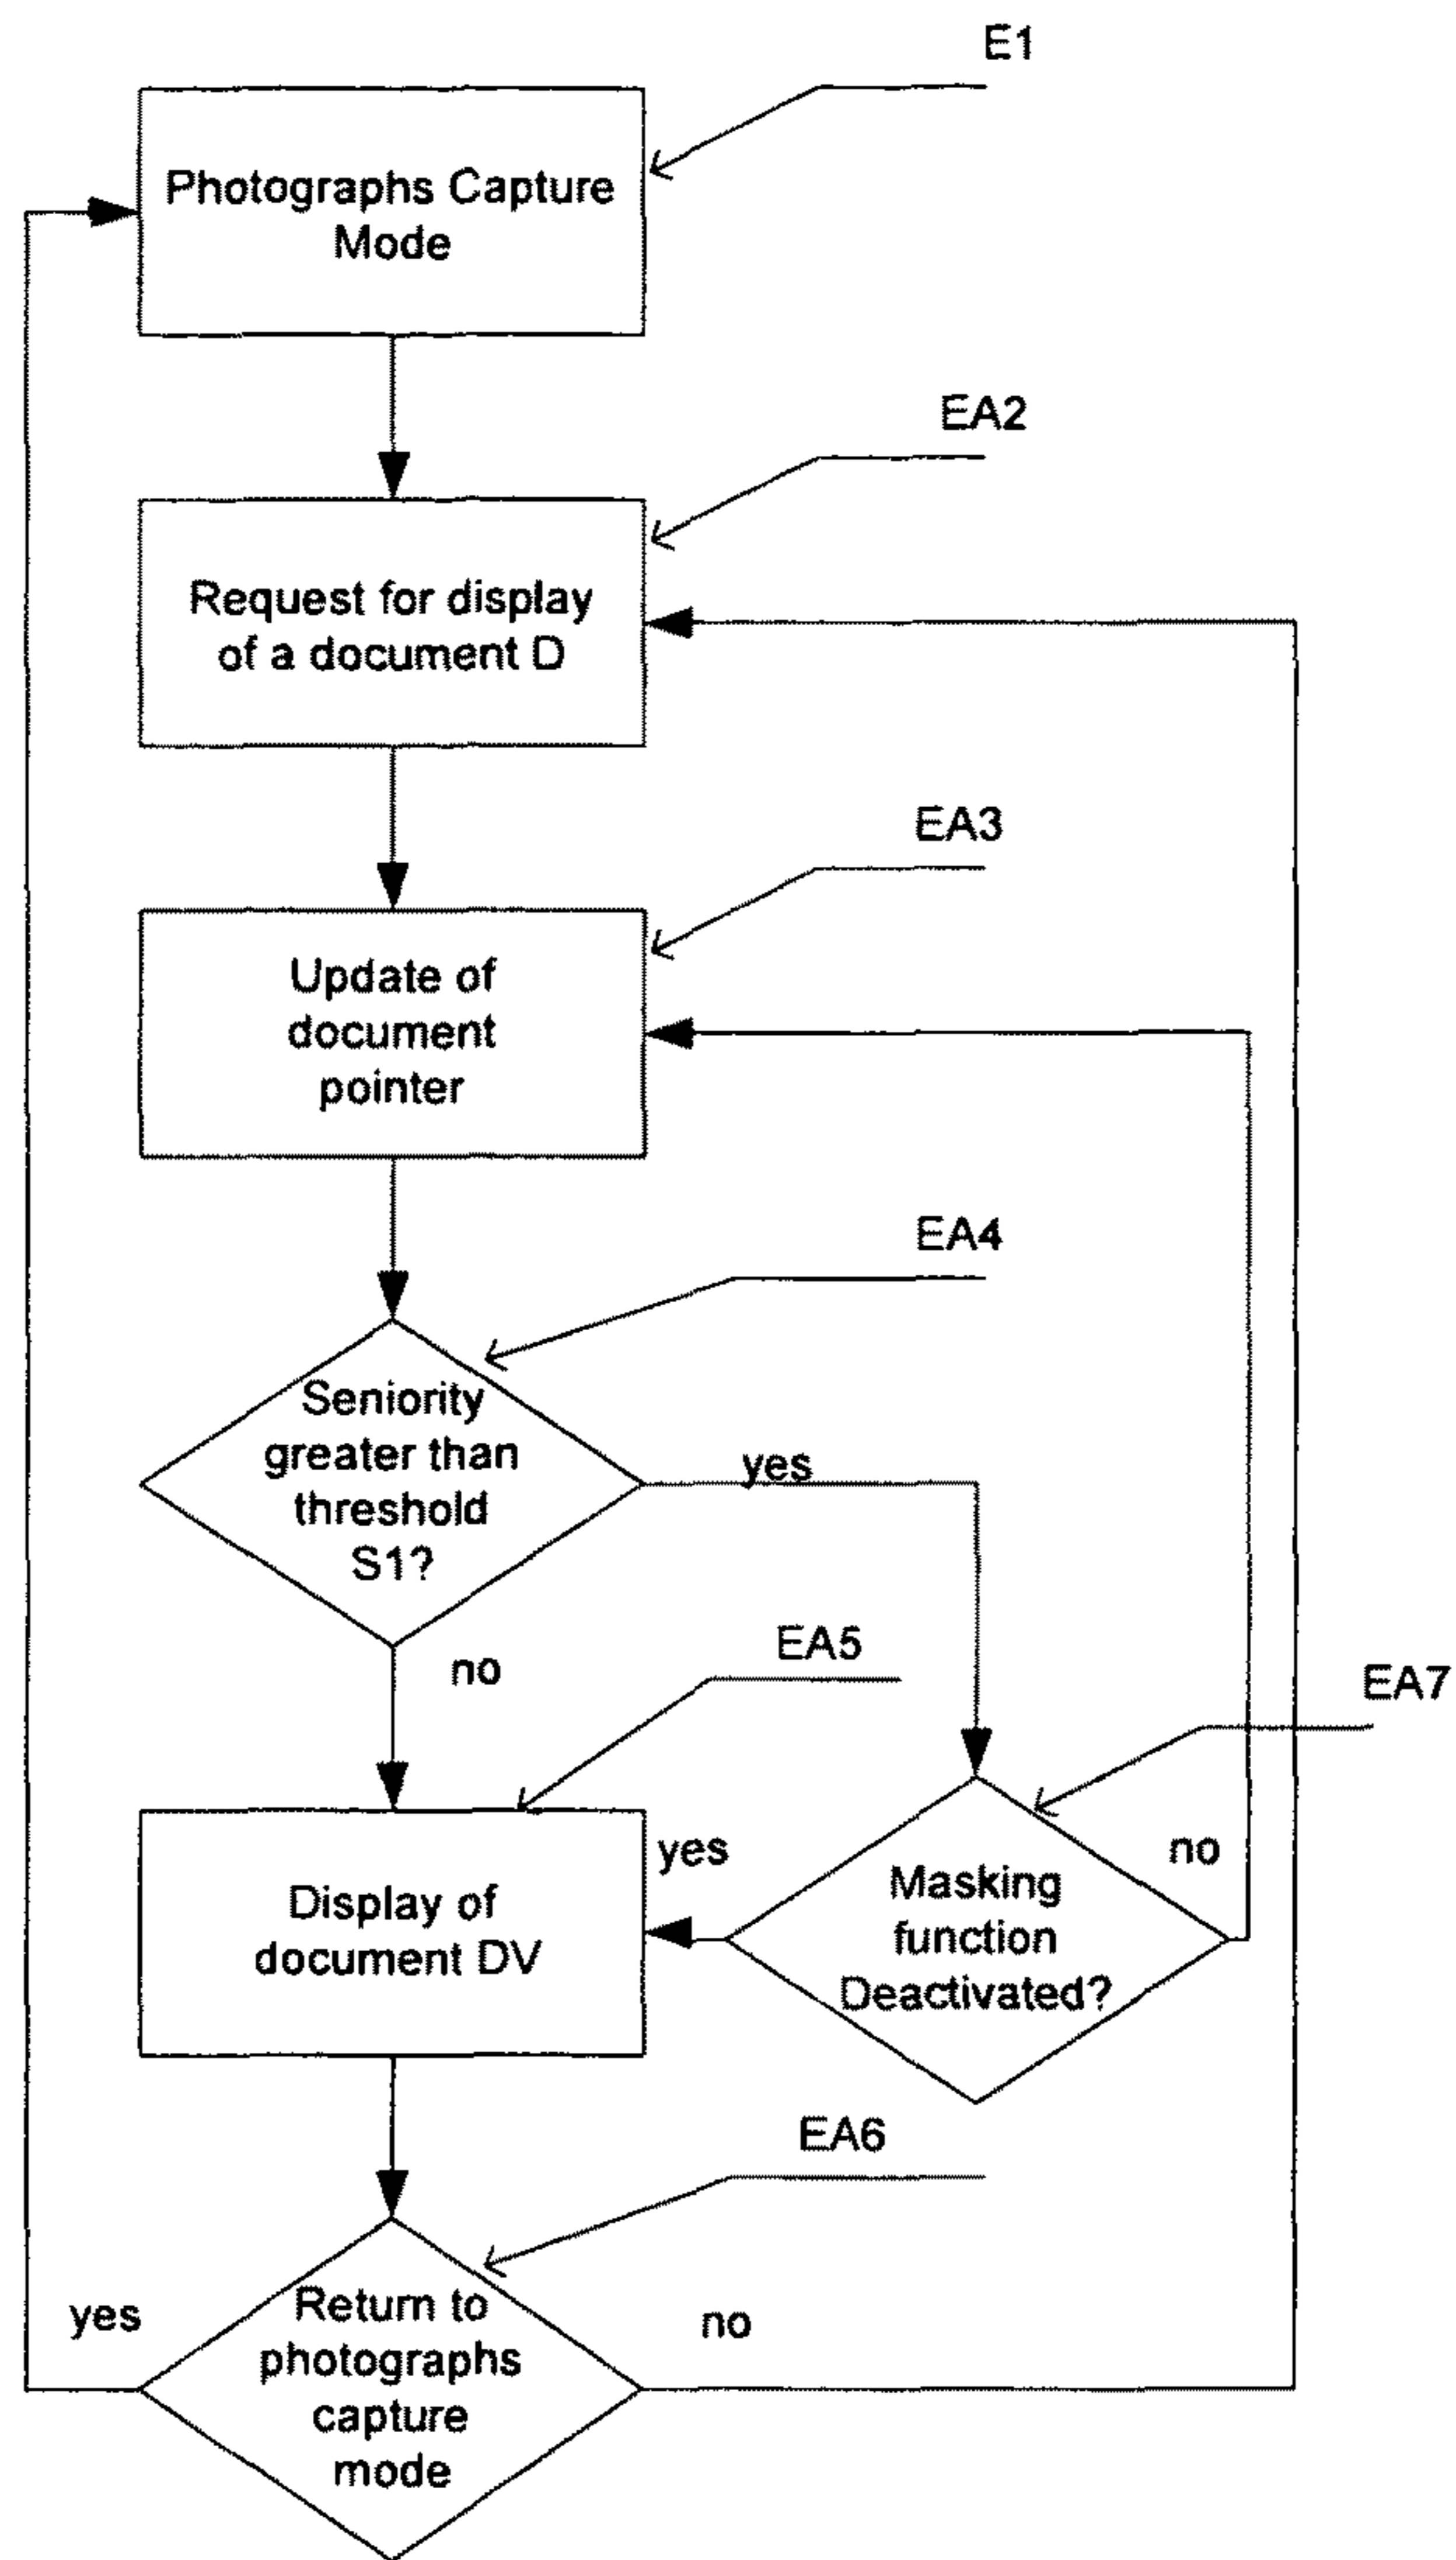 E1
Photographs Capture
Mode
EA2
Request for display
of a document D
EA3
Update of
document
pointer
EA4
Seniority
greater than
threshold
S1?
yes
no
EA5
EA7
Display of
document DV
yes
no
Masking
function
Deactivated?
EA6
yes
Return to
photographs
capture
mode
no